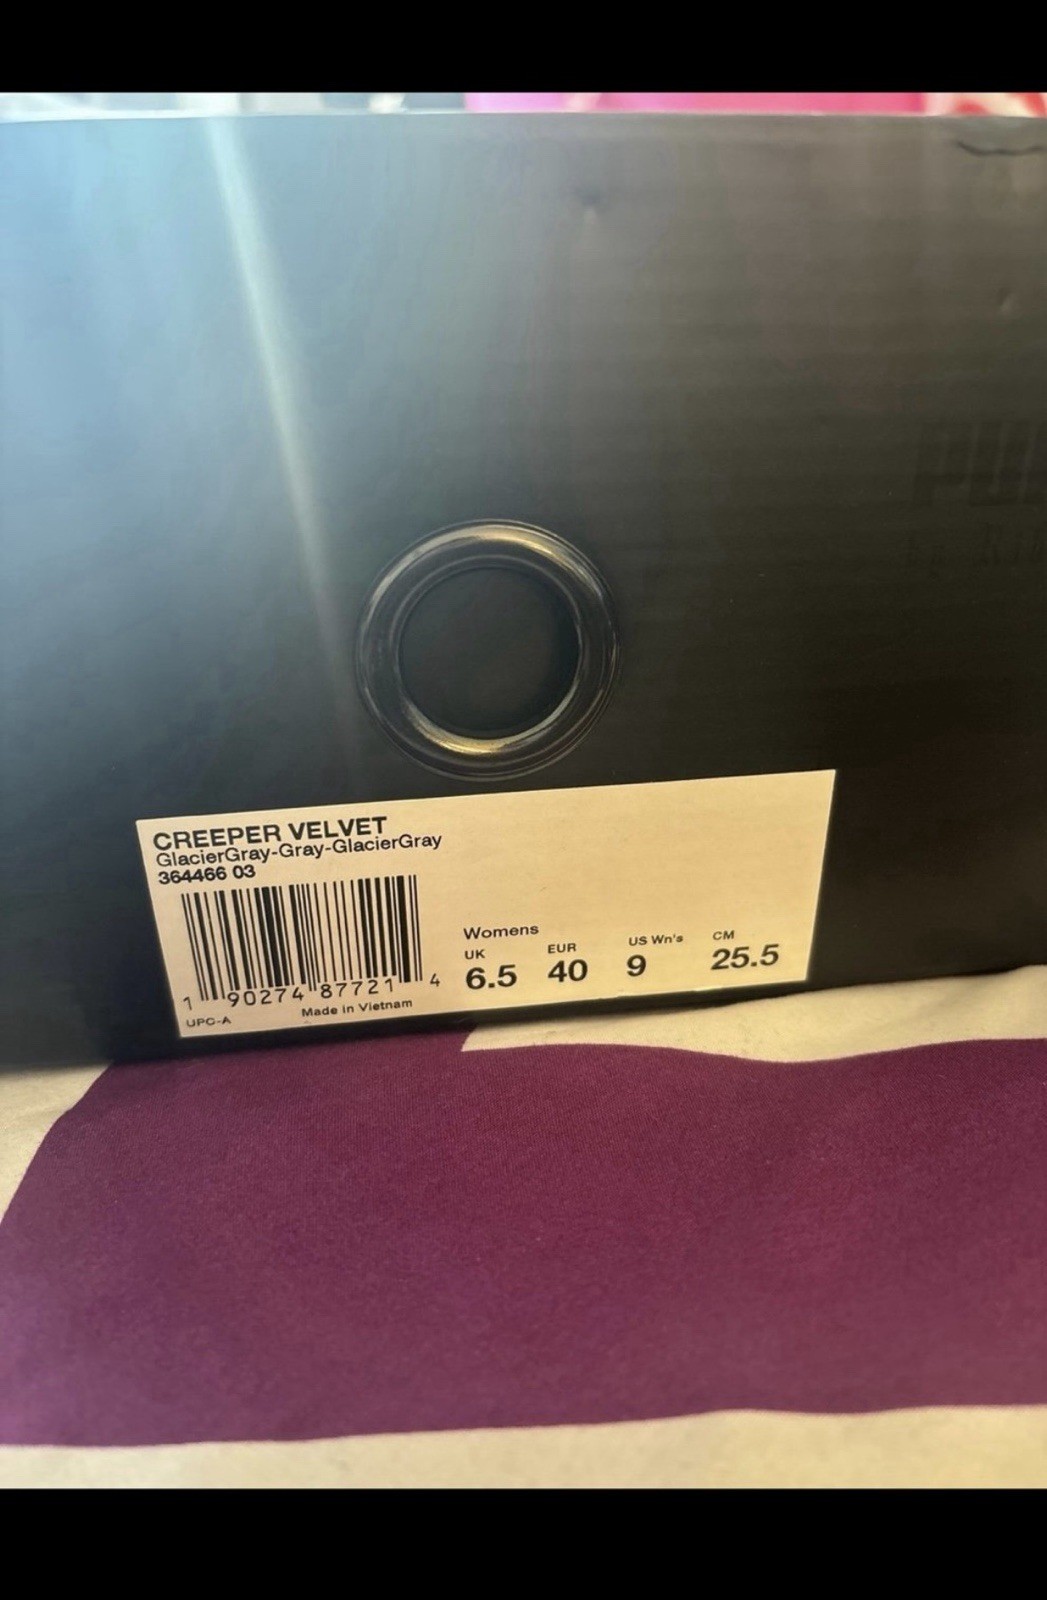 CREEPER VELVET
GlacierGray-Gray-GlacierGray
364466 03
1 90274 87721 4
UPC-A
Made in Vietnam
Womens
UK EUR US Wn's CM
6.5 40 9 25.5